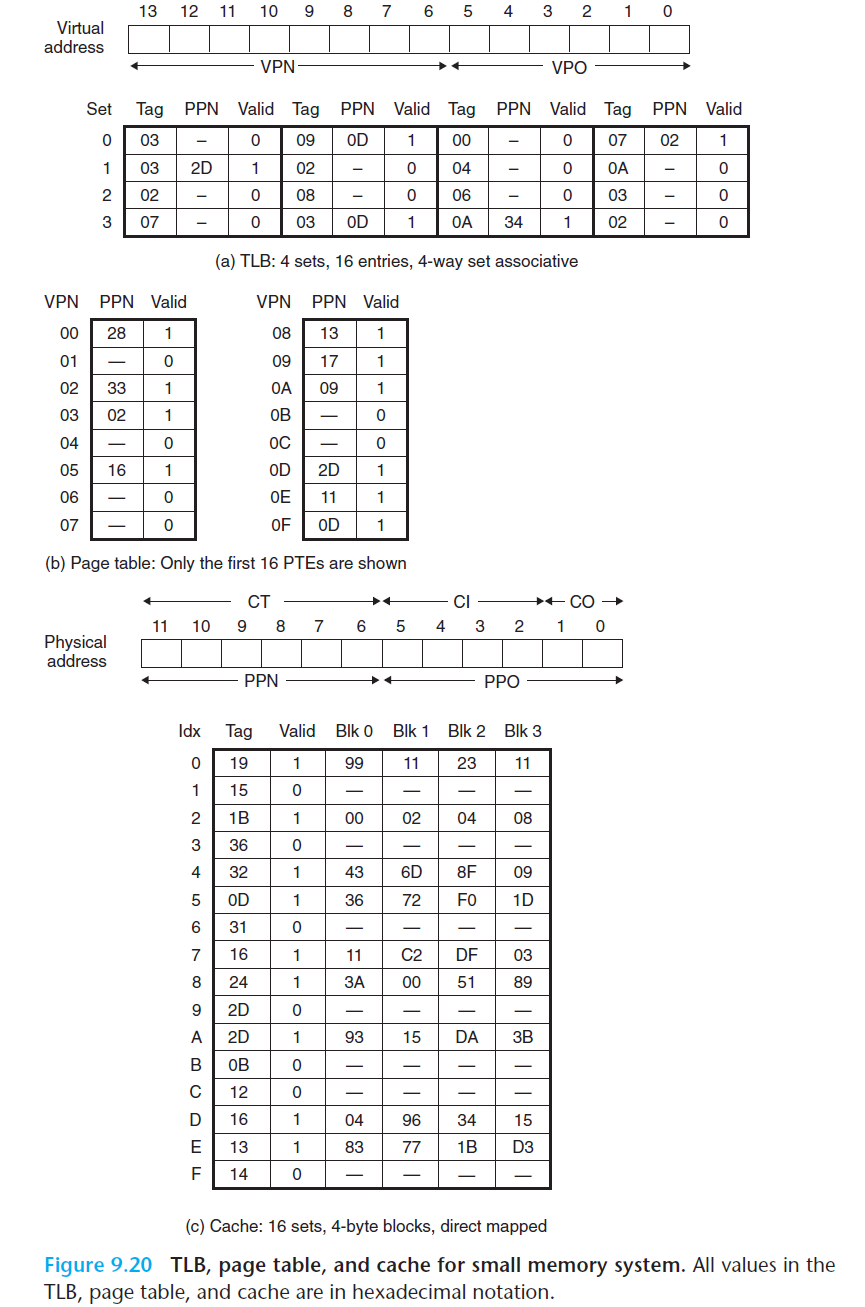 13 12 11 10 9 8 7 6 5 4 3 2 1 0
Virtual
address
VPN VPO
Set Tag PPN Valid Tag PPN Valid Tag PPN Valid Tag PPN Valid
0 03 – 0 09 0D 1 00 – 0 07 02 1
1 03 2D 1 02 – 0 04 – 0 0A – 0
2 02 – 0 08 – 0 06 – 0 03 – 0
3 07 – 0 03 0D 1 0A 34 1 02 – 0
(a) TLB: 4 sets, 16 entries, 4-way set associative
VPN PPN Valid VPN PPN Valid
00 28 1 08 13 1
01 — 0 09 17 1
02 33 1 0A 09 1
03 02 1 0B — 0
04 — 0 0C — 0
05 16 1 0D 2D 1
06 — 0 0E 11 1
07 — 0 0F 0D 1
(b) Page table: Only the first 16 PTEs are shown
CT CI CO
11 10 9 8 7 6 5 4 3 2 1 0
Physical
address
PPN PPO
Idx Tag Valid Blk 0 Blk 1 Blk 2 Blk 3
0 19 1 99 11 23 11
1 15 0 — — — —
2 1B 1 00 02 04 08
3 36 0 — — — —
4 32 1 43 6D 8F 09
5 0D 1 36 72 F0 1D
6 31 0 — — — —
7 16 1 11 C2 DF 03
8 24 1 3A 00 51 89
9 2D 0 — — — —
A 2D 1 93 15 DA 3B
B 0B 0 — — — —
C 12 0 — — — —
D 16 1 04 96 34 15
E 13 1 83 77 1B D3
F 14 0 — — — —
(c) Cache: 16 sets, 4-byte blocks, direct mapped
Figure 9.20 TLB, page table, and cache for small memory system. All values in the
TLB, page table, and cache are in hexadecimal notation.